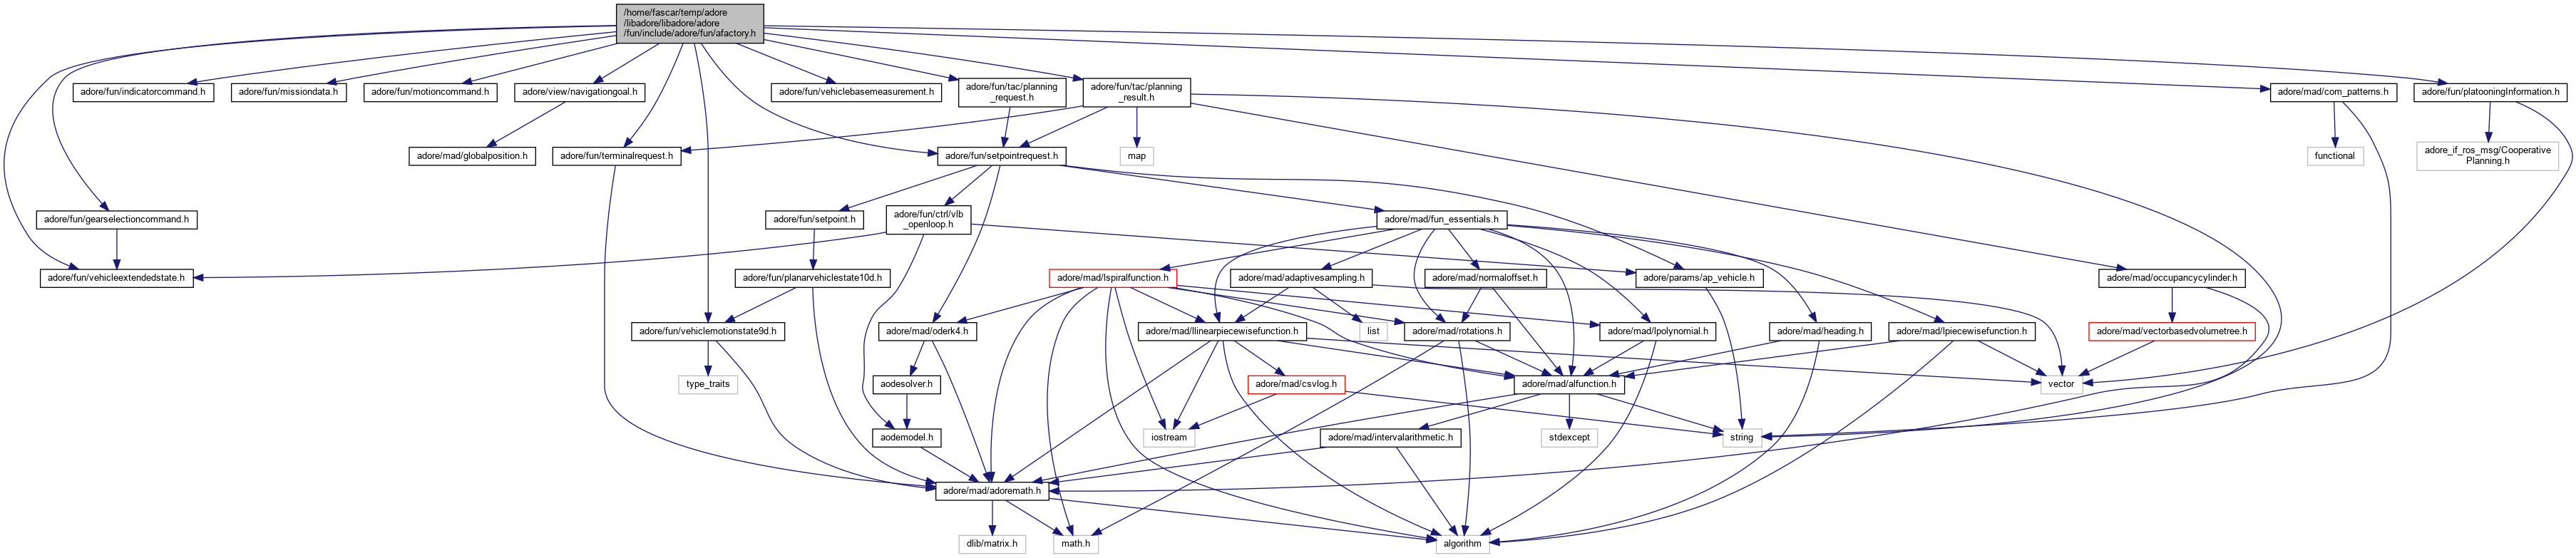 /home/fascar/temp/adore
/libadore/libadore/adore
/fun/include/adore/fun/afactory.h
adore/fun/indicatorcommand.h
adore/fun/missiondata.h
adore/fun/motioncommand.h
adore/view/navigationgoal.h
adore/fun/vehiclebasemeasurement.h
adore/fun/tac/planning
_request.h
adore/fun/tac/planning
_result.h
adore/mad/com_patterns.h
adore/fun/platooningInformation.h
adore/mad/globalposition.h
adore/fun/terminalrequest.h
adore/fun/setpointrequest.h
map
functional
adore_if_ros_msg/Cooperative
Planning.h
adore/fun/gearselectioncommand.h
adore/fun/setpoint.h
adore/fun/ctrl/vlb
_openloop.h
adore/mad/fun_essentials.h
adore/fun/vehicleextendedstate.h
adore/fun/planarvehiclestate10d.h
adore/mad/lspiralfunction.h
adore/mad/adaptivesampling.h
adore/mad/normaloffset.h
adore/params/ap_vehicle.h
adore/mad/occupancycylinder.h
adore/fun/vehiclemotionstate9d.h
adore/mad/oderk4.h
adore/mad/llinearpiecewisefunction.h
list
adore/mad/rotations.h
adore/mad/lpolynomial.h
adore/mad/heading.h
adore/mad/lpiecewisefunction.h
adore/mad/vectorbasedvolumetree.h
type_traits
aodesolver.h
adore/mad/csvlog.h
adore/mad/alfunction.h
vector
aodemodel.h
iostream
adore/mad/intervalarithmetic.h
stdexcept
string
adore/mad/adoremath.h
dlib/matrix.h
math.h
algorithm